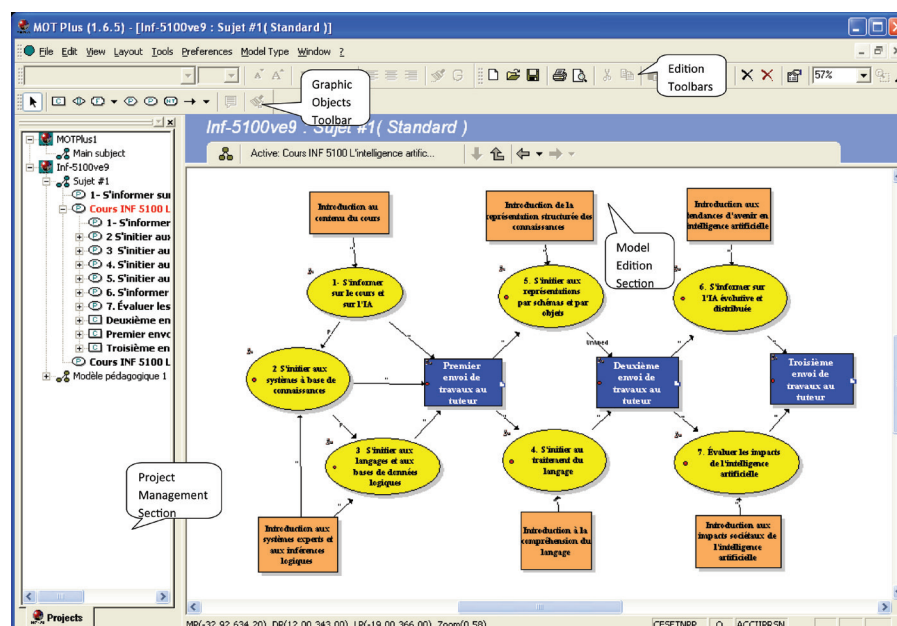 MOT Plus (1.6.5) - [Inf-5100ve9 : Sujet #1( Standard )]
File Edit View Layout Tools Preferences Model Type Window ?
57%
Graphic
Objects
Toolbar
Edition
Toolbars
MOTPlus1
Main subject
Inf-5100ve9
Sujet #1
1- S'informer sui
Cours INF 5100 L
1- S'informer
2 S'initier aux
3 S'initier au
4. S'initier au
5. S'initier au
6. S'informer
7. Évaluer les
Deuxième en
Premier envo
Troisième en
Cours INF 5100 L
Modèle pédagogique 1
Project
Management
Section
Projects
Inf-5100ve9 : Sujet #1( Standard )
Active: Cours INF 5100 L'intelligence artific...
Introduction au
contenu du cours
Introduction de la
représentation structurée des
connaissances
Introduction aux
tendances d'avenir en
intelligence artificielle
Model
Edition
Section
1- S'informer
sur le cours et
sur l'IA
5. S'initier aux
représentations
par schémas et par
objets
6. S'informer sur
l'IA évolutive et
distribuée
2 S'initier aux
systèmes à base de
connaissances
Premier
envoi de
travaux au
tuteur
Deuxième
envoi de
travaux au
tuteur
Troisième envoi
de travaux au
tuteur
3 S'initier aux
langages et aux
bases de données
logiques
4. S'initier au
traitement du
langage
7. Évaluer les impacts
de l'intelligence
artificielle
Introduction aux
systèmes experts et
aux inférences
logiques
Introduction à la
compréhension du
langage
Introduction aux
impacts sociétaux de
l'intelligence
artificielle